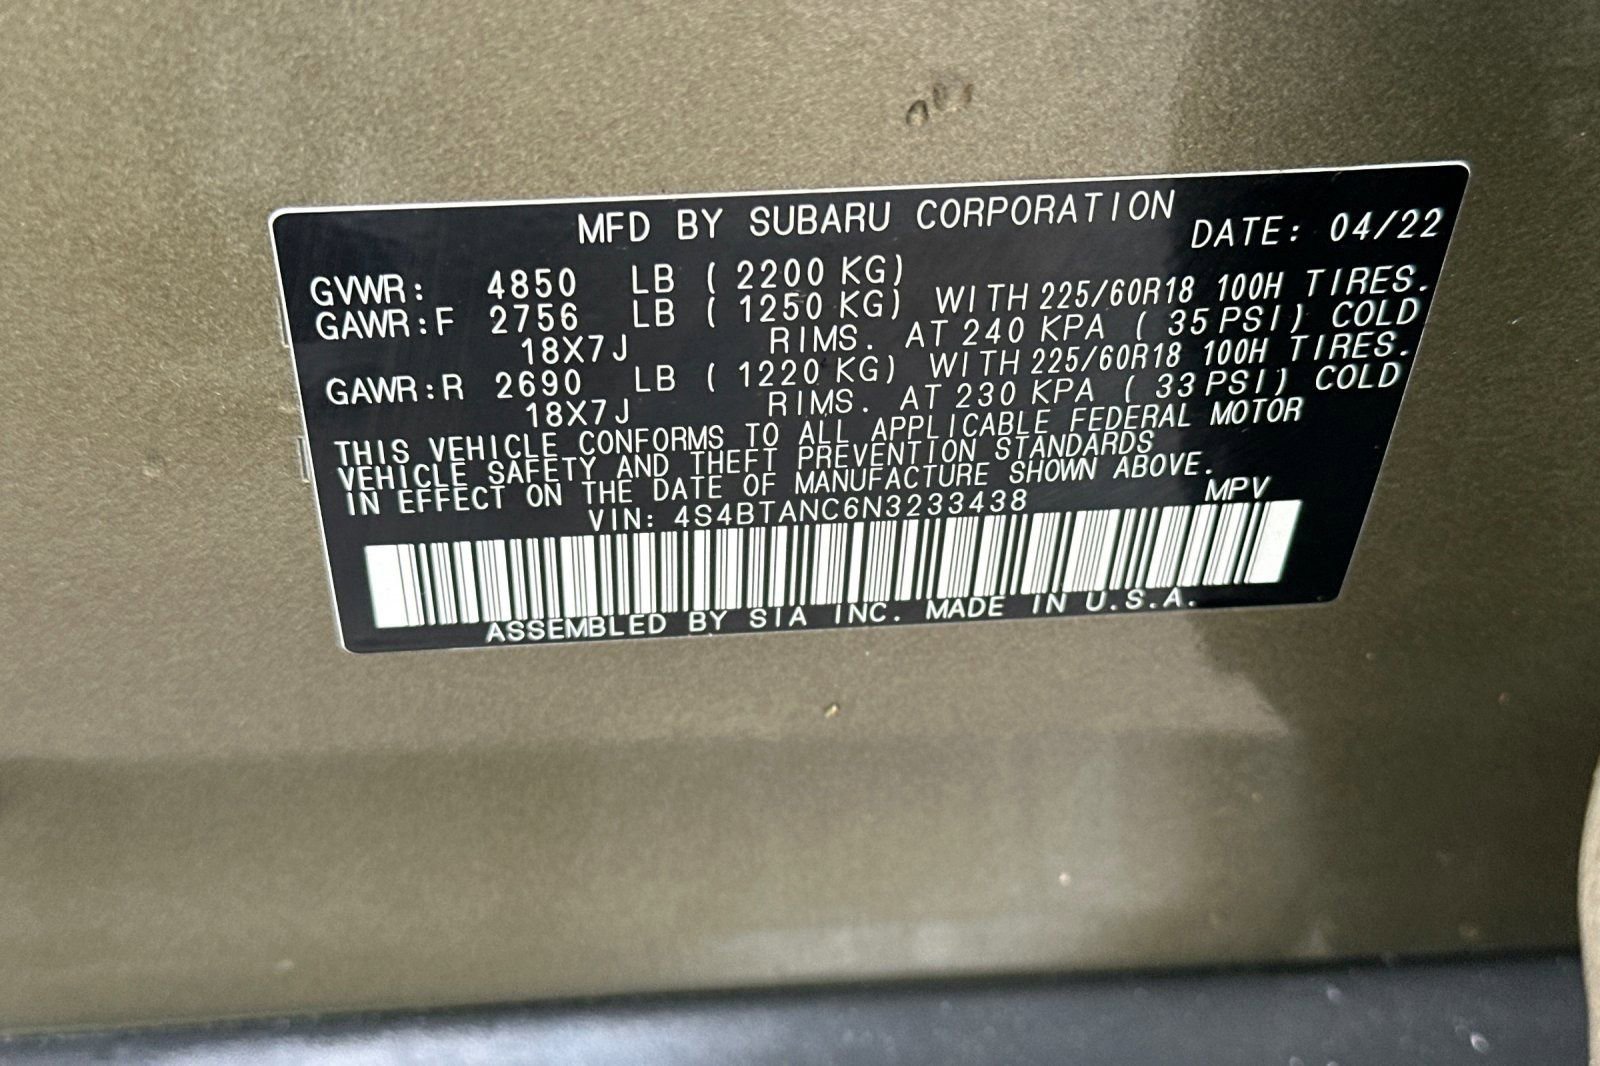 MFD BY SUBARU CORPORATION DATE: 04/22
GVWR: 4850 LB ( 2200 KG)
GAWR:F 2756 LB ( 1250 KG) WITH 225/60R18 100H TIRES.
18X7J RIMS. AT 240 KPA ( 35 PSI) COLD
GAWR:R 2690 LB ( 1220 KG) WITH 225/60R18 100H TIRES.
18X7J RIMS. AT 230 KPA ( 33 PSI) COLD
THIS VEHICLE CONFORMS TO ALL APPLICABLE FEDERAL MOTOR
VEHICLE SAFETY AND THEFT PREVENTION STANDARDS
IN EFFECT ON THE DATE OF MANUFACTURE SHOWN ABOVE.
VIN: 4S4BTANC6N3233438 MPV
ASSEMBLED BY SIA INC. MADE IN U.S.A.